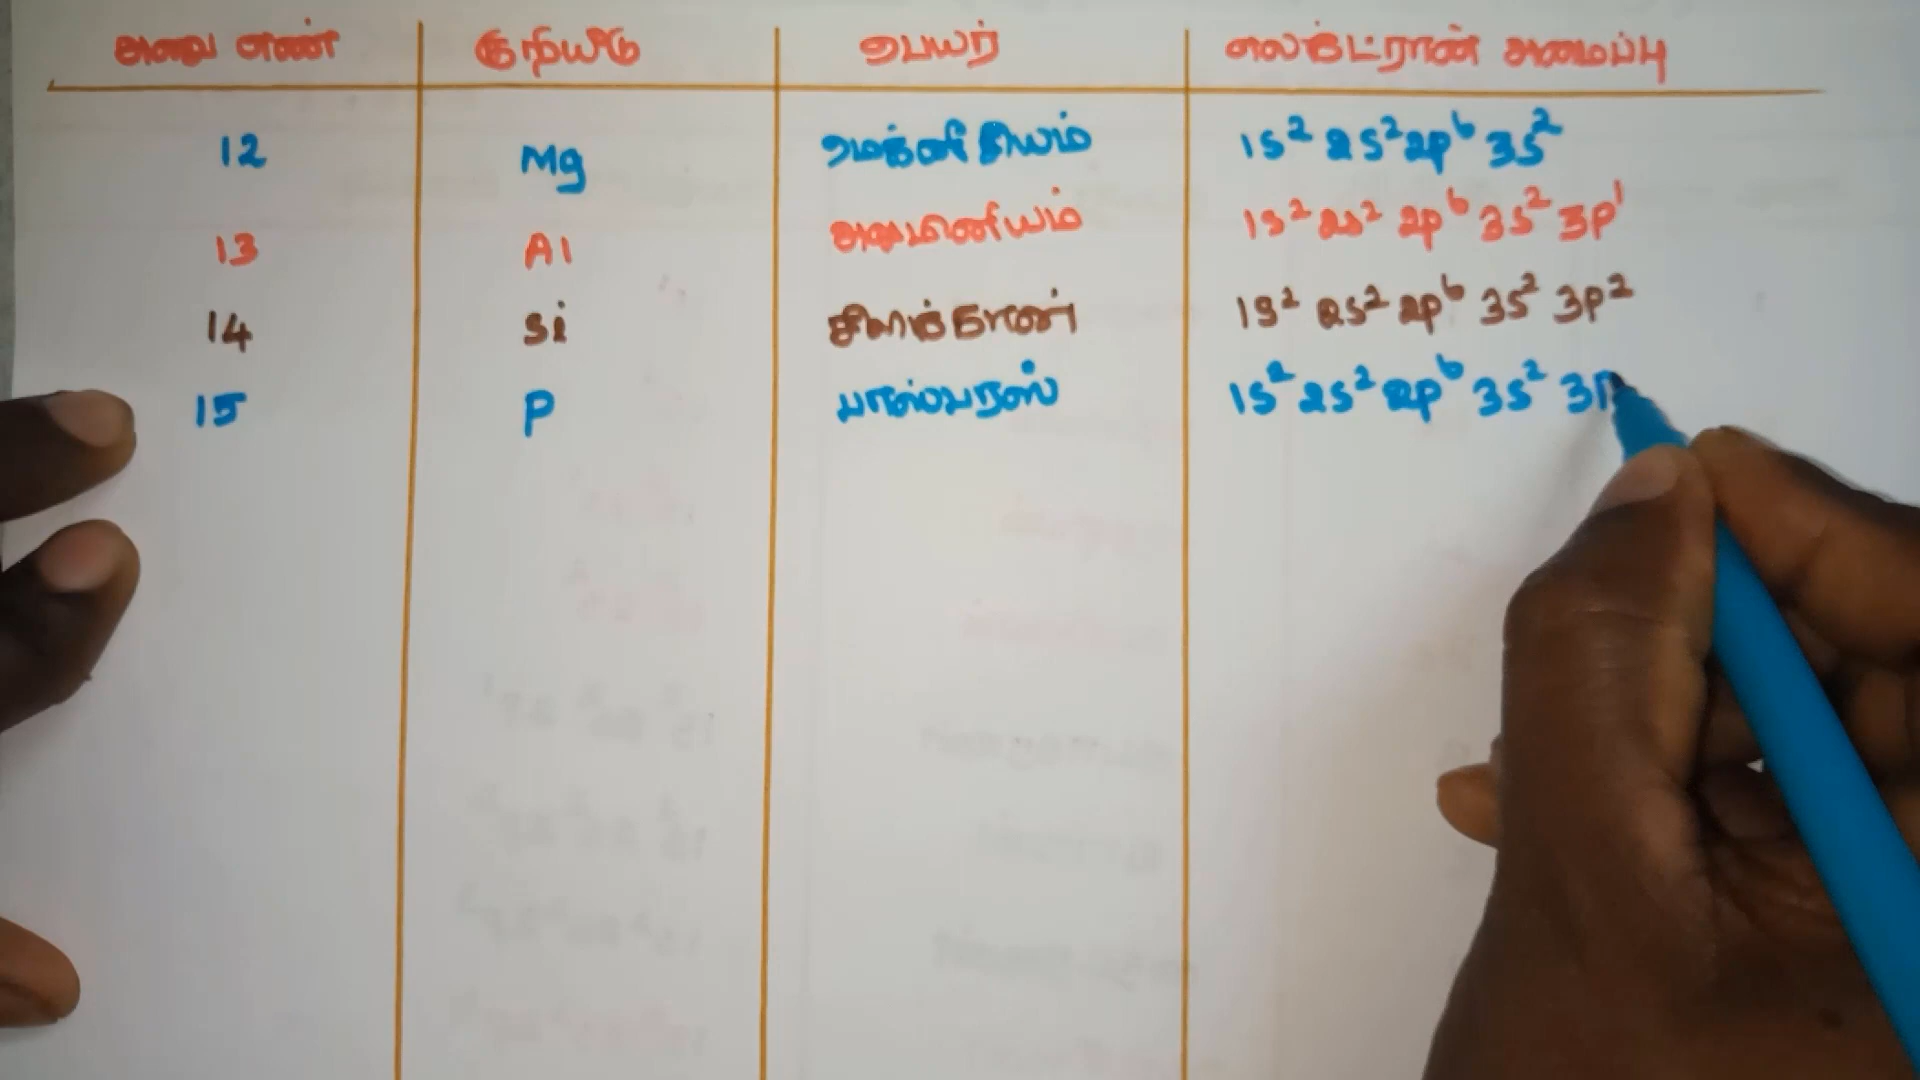 அணு எண் குறியீடு பெயர் எலக்ட்ரான் அமைப்பு
12 Mg மெக்னீசியம் 1s² 2s² 2p⁶ 3s²
13 Al அலுமினியம் 1s² 2s² 2p⁶ 3s² 3p¹
14 Si சிலிக்கான் 1s² 2s² 2p⁶ 3s² 3p²
15 P பாஸ்பரஸ் 1s² 2s² 2p⁶ 3s² 3p